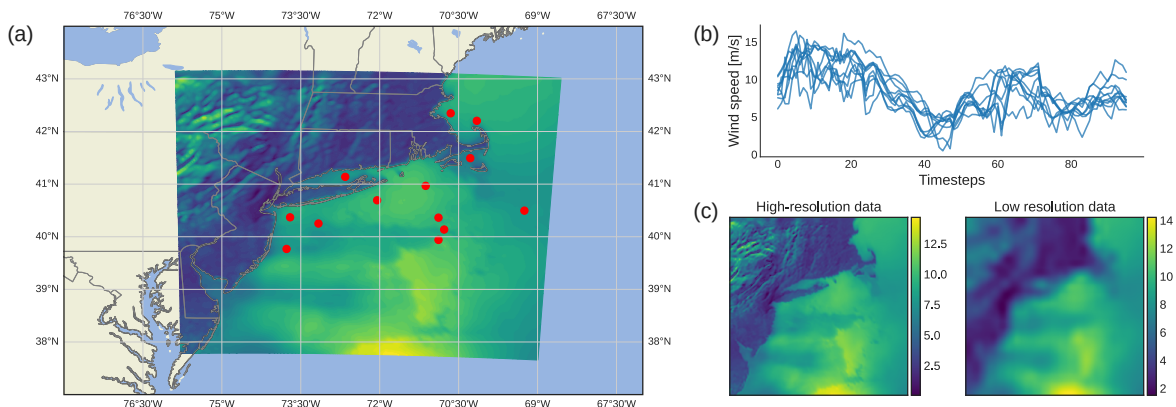 (a)
76°30'W 75°W 73°30'W 72°W 70°30'W 69°W 67°30'W
43°N 43°N
42°N 42°N
41°N 41°N
40°N 40°N
39°N 39°N
38°N 38°N
76°30'W 75°W 73°30'W 72°W 70°30'W 69°W 67°30'W
(b)
Wind speed [m/s]
15
10
5
0
0 20 40 60 80
Timesteps
(c)
High-resolution data
12.5
10.0
7.5
5.0
2.5
Low resolution data
14
12
10
8
6
4
2